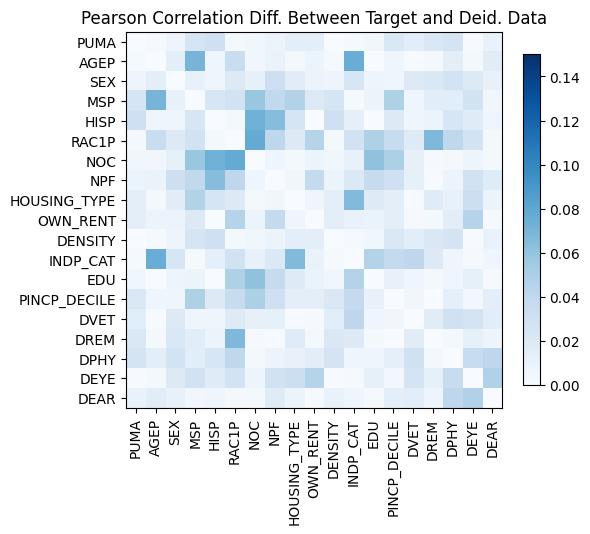 Pearson Correlation Diff. Between Target and Deid. Data
PUMA
AGEP
SEX
MSP
HISP
RAC1P
NOC
NPF
HOUSING_TYPE
OWN_RENT
DENSITY
INDP_CAT
EDU
PINCP_DECILE
DVET
DREM
DPHY
DEYE
DEAR
PUMA
AGEP
SEX
MSP
HISP
RAC1P
NOC
NPF
HOUSING_TYPE
OWN_RENT
DENSITY
INDP_CAT
EDU
PINCP_DECILE
DVET
DREM
DPHY
DEYE
DEAR
0.14
0.12
0.10
0.08
0.06
0.04
0.02
0.00